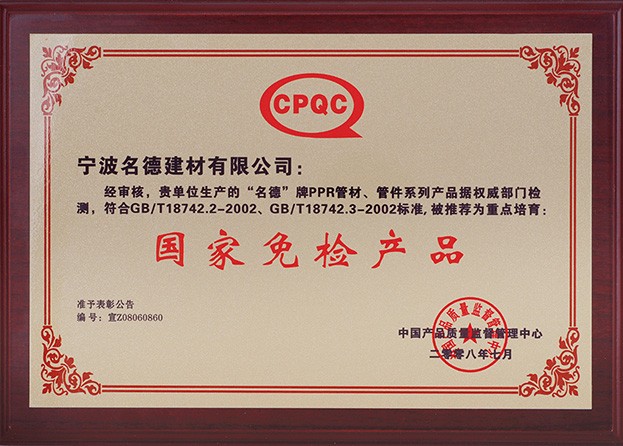 CPQC
宁波名德建材有限公司：
经审核，贵单位生产的“名德”牌PPR管材、管件系列产品据权威部门检
测，符合GB/T18742.2-2002、GB/T18742.3-2002标准,被推荐为重点培育：
国家免检产品
准予表彰公告
编号：宣Z08060860
中国产品质量监督管理中心
二零零八年七月